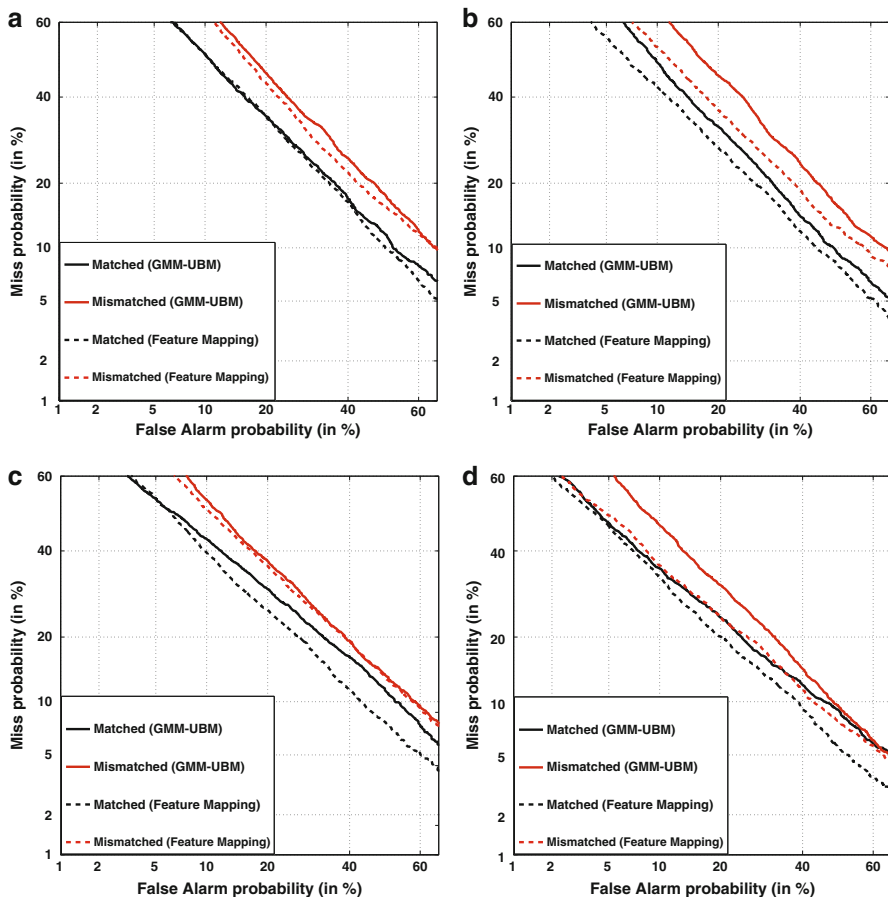 a
60
40
20
10
5
2
1
Miss probability (in %)
Matched (GMM-UBM)
Mismatched (GMM-UBM)
Matched (Feature Mapping)
Mismatched (Feature Mapping)
1 2 5 10 20 40 60
False Alarm probability (in %)
b
60
40
20
10
5
2
1
Miss probability (in %)
Matched (GMM-UBM)
Mismatched (GMM-UBM)
Matched (Feature Mapping)
Mismatched (Feature Mapping)
1 2 5 10 20 40 60
False Alarm probability (in %)
c
60
40
20
10
5
2
1
Miss probability (in %)
Matched (GMM-UBM)
Mismatched (GMM-UBM)
Matched (Feature Mapping)
Mismatched (Feature Mapping)
1 2 5 10 20 40 60
False Alarm probability (in %)
d
60
40
20
10
5
2
1
Miss probability (in %)
Matched (GMM-UBM)
Mismatched (GMM-UBM)
Matched (Feature Mapping)
Mismatched (Feature Mapping)
1 2 5 10 20 40 60
False Alarm probability (in %)